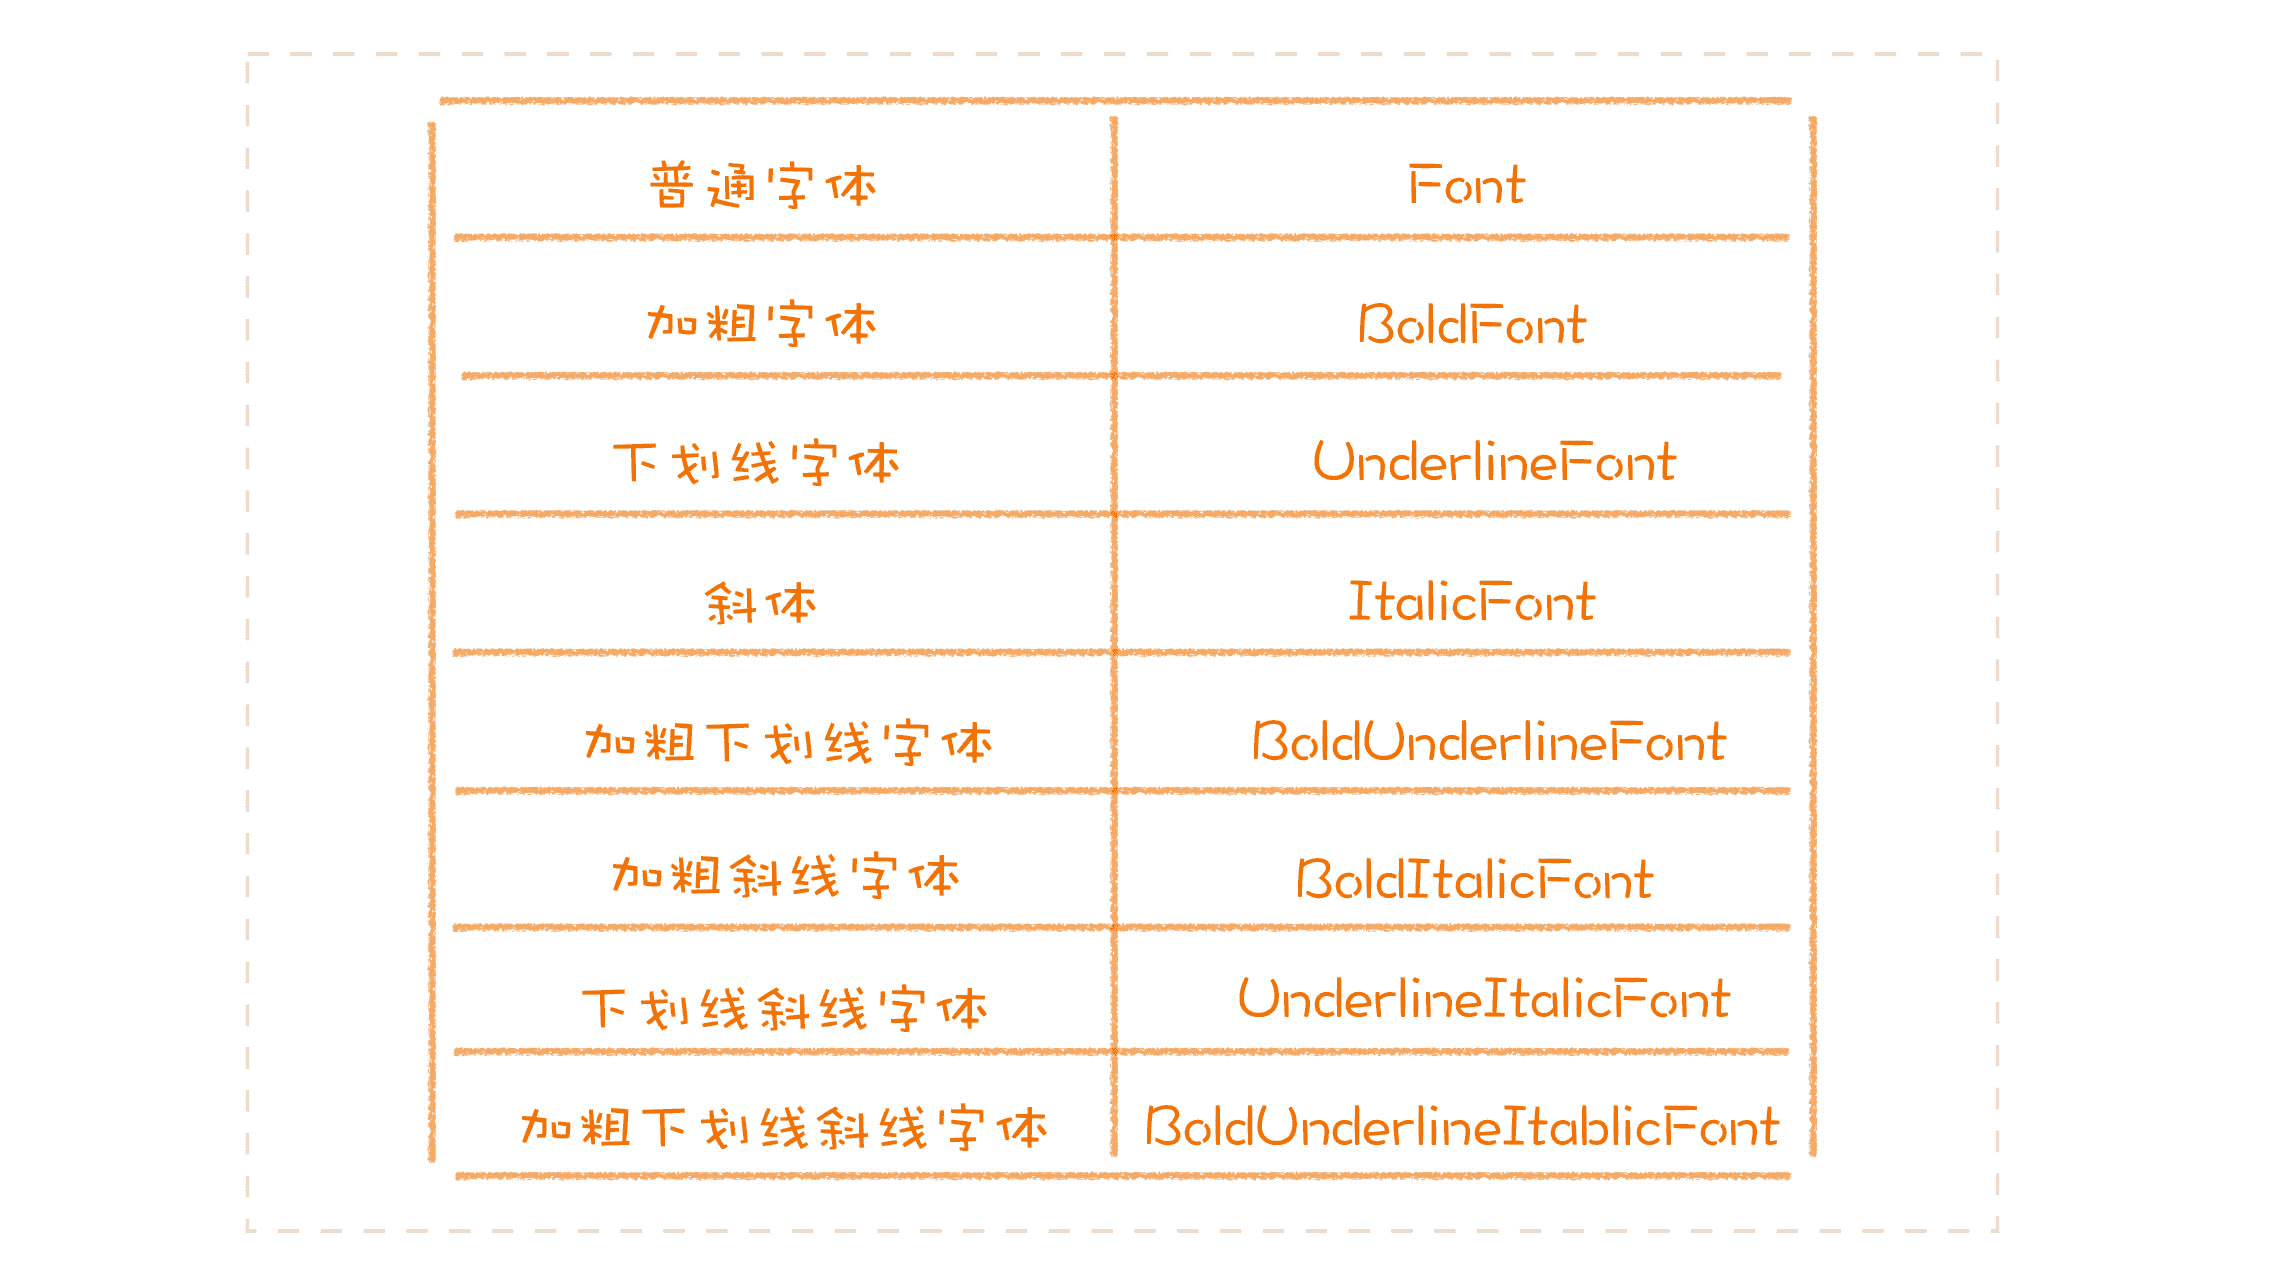 普通字体 Font
加粗字体 BoldFont
下划线字体 UnderlineFont
斜体 ItalicFont
加粗下划线字体 BoldUnderlineFont
加粗斜线字体 BoldItalicFont
下划线斜线字体 UnderlineItalicFont
加粗下划线斜线字体 BoldUnderlineItablicFont